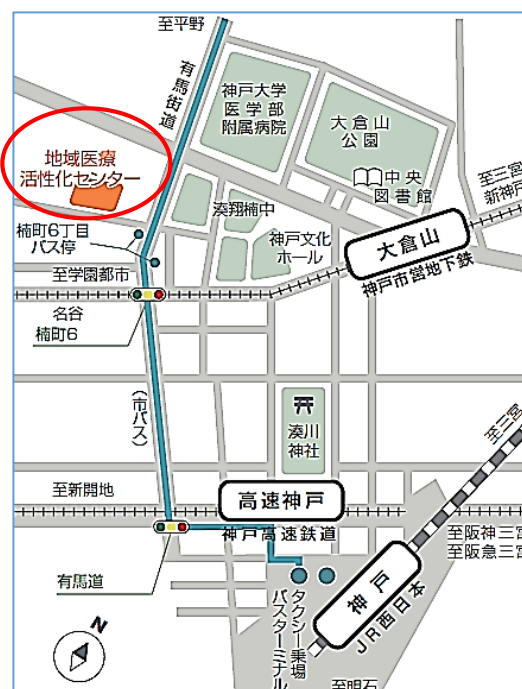 至平野
有馬街道
神戸大学
医学部
附属病院
大倉山
公園
中央
図書館
地域医療
活性化センター
至三宮
新神戸
湊翔楠中
楠町6丁目
バス停
神戸文化
ホール
大倉山
神戸市営地下鉄
至学園都市
名谷
楠町6
(市バス)
湊川
神社
至三宮
至新開地
高速神戸
神戸高速鉄道
至阪神三宮
至阪急三宮
有馬道
神戸
JR西日本
タクシー乗場
バスターミナル
N
至明石